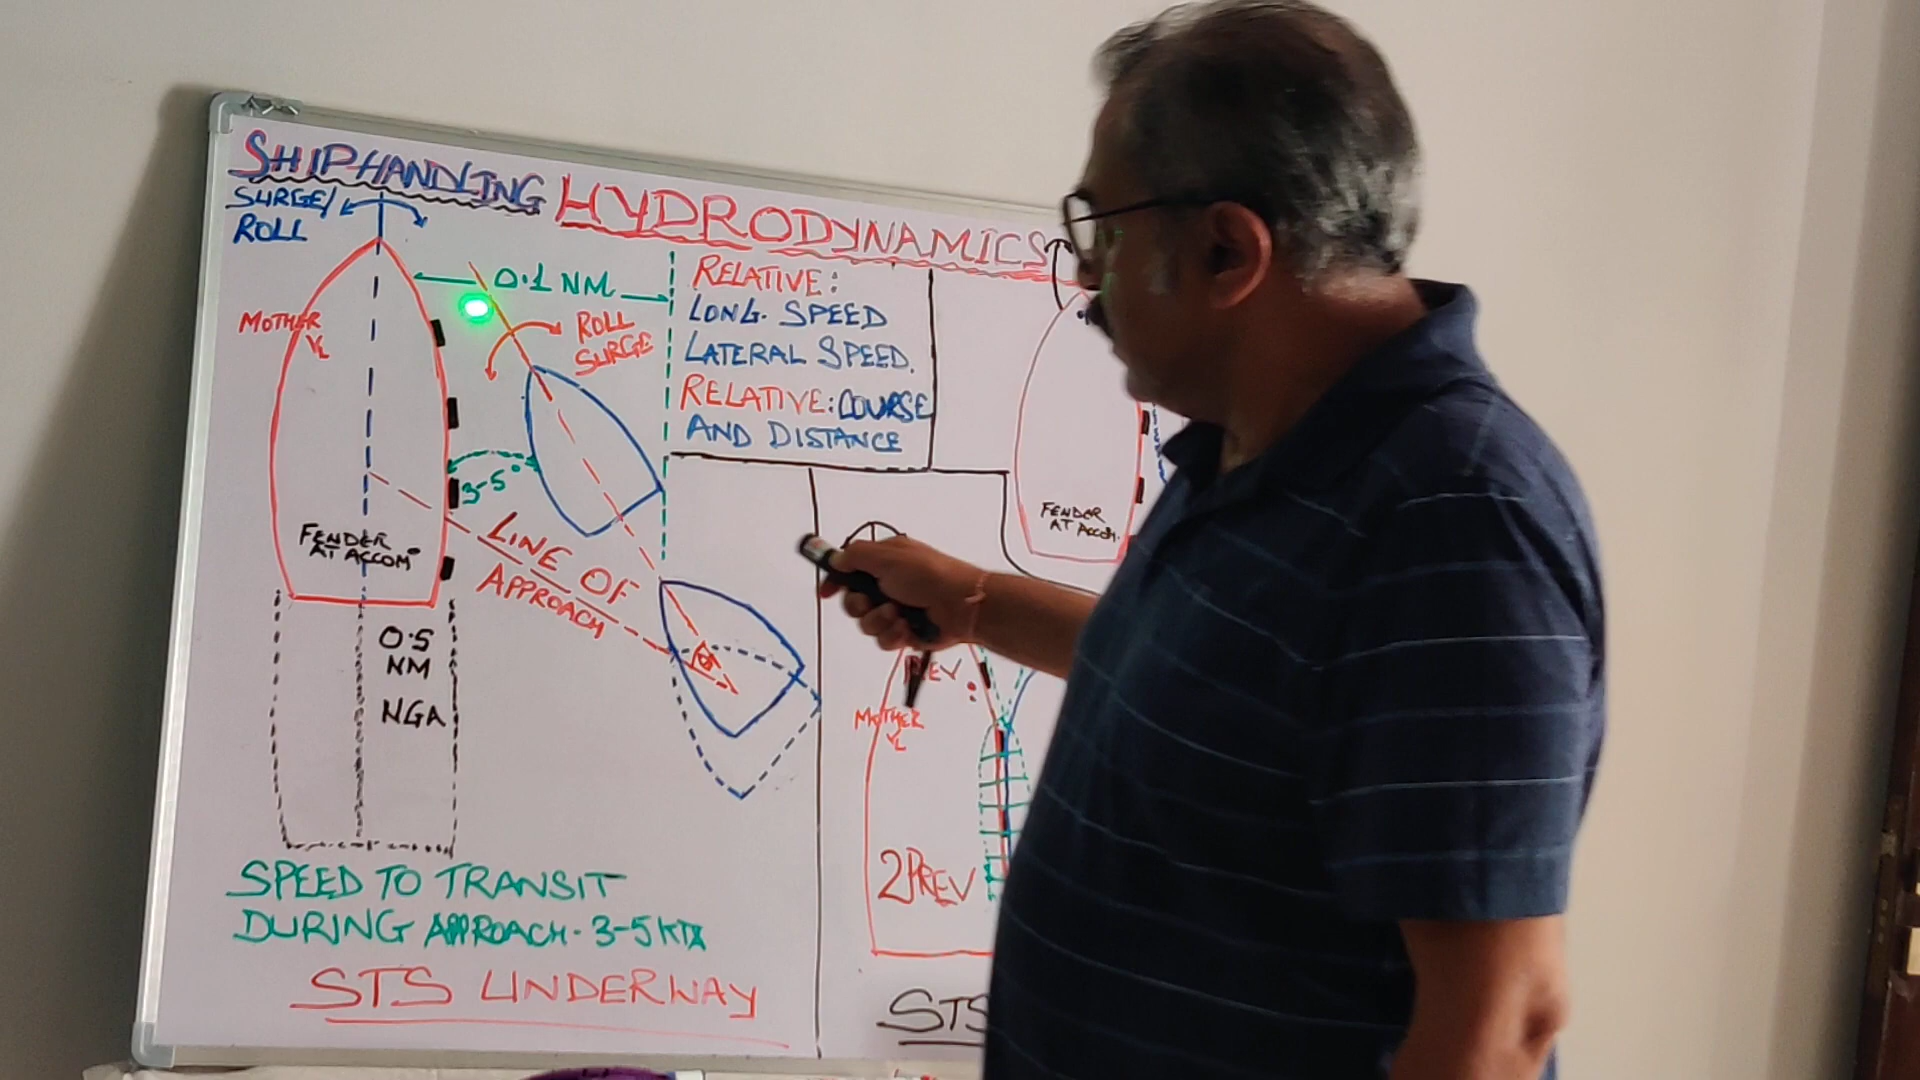 SHIPHANDLING HYDRODYNAMICS
SURGE/
ROLL
0.1 NM
MOTHER
VL
ROLL
SURGE
RELATIVE:
LONG. SPEED
LATERAL SPEED.
RELATIVE: COURSE
AND DISTANCE
3-5°
FENDER
AT ACCOM
LINE OF
APPROACH
0.5
NM
NGA
SPEED TO TRANSIT
DURING APPROACH. 3-5 KTS
STS UNDERWAY
FENDER
AT ACCOM.
MOTHER
VL
2PREV
STS